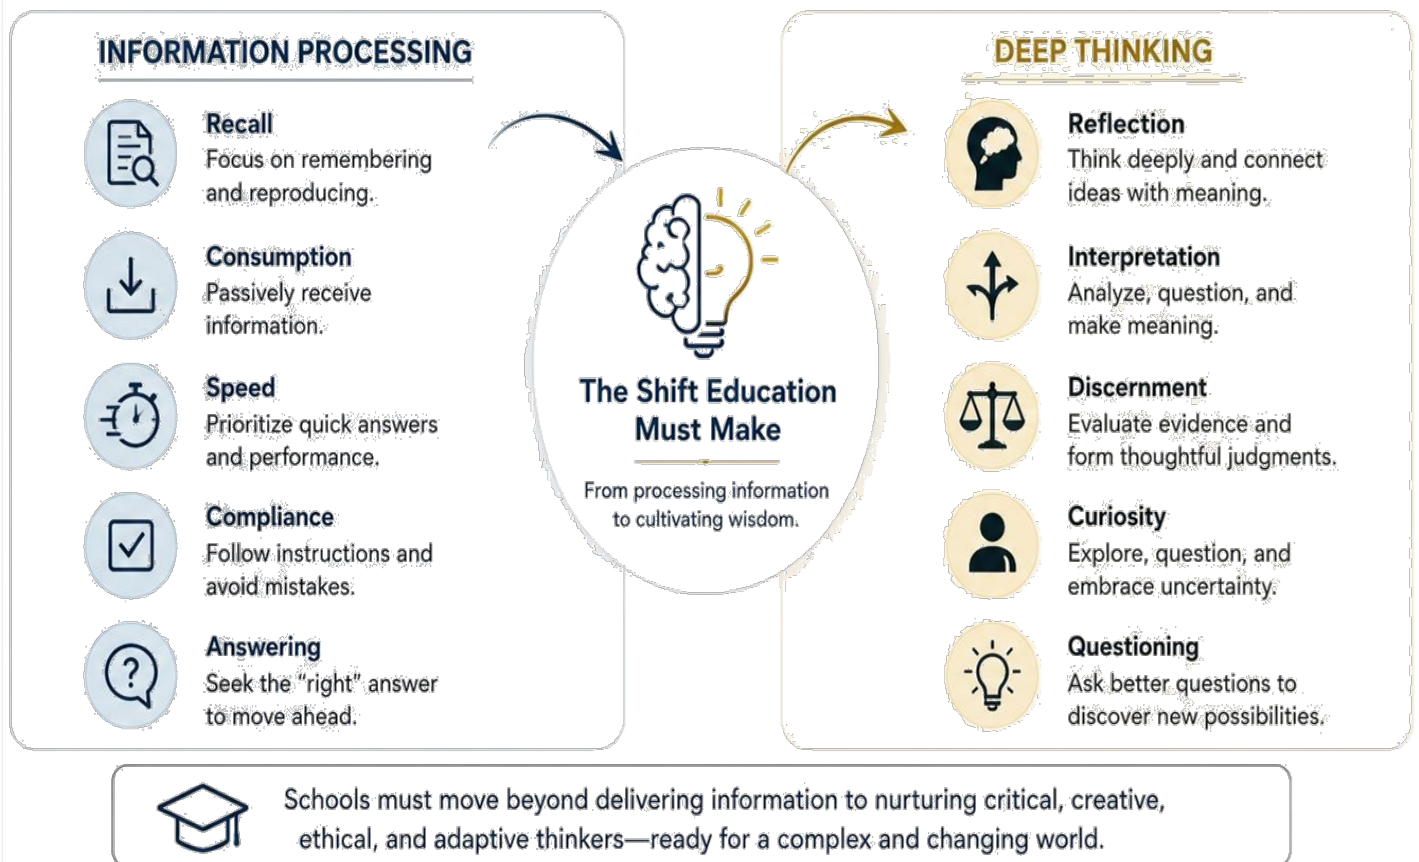 INFORMATION PROCESSING
Recall
Focus on remembering
and reproducing.
Consumption
Passively receive
information.
Speed
Prioritize quick answers
and performance.
Compliance
Follow instructions and
avoid mistakes.
Answering
Seek the “right” answer
to move ahead.
The Shift Education
Must Make
From processing information
to cultivating wisdom.
DEEP THINKING
Reflection
Think deeply and connect
ideas with meaning.
Interpretation
Analyze, question, and
make meaning.
Discernment
Evaluate evidence and
form thoughtful judgments.
Curiosity
Explore, question, and
embrace uncertainty.
Questioning
Ask better questions to
discover new possibilities.
Schools must move beyond delivering information to nurturing critical, creative,
ethical, and adaptive thinkers—ready for a complex and changing world.